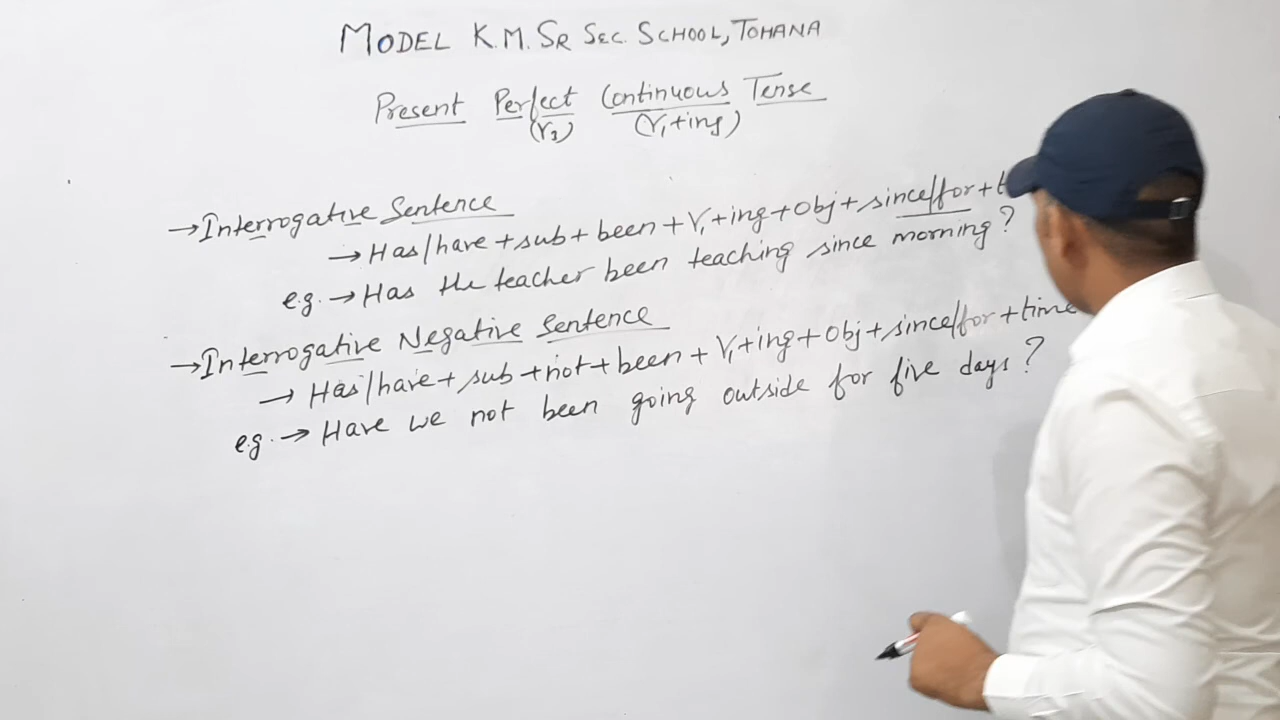 MODEL K.M. SR SEC. SCHOOL, TOHANA
Present Perfect Continuous Tense
(V₃) (V₁+ing)
→ Interrogative Sentence
→ Has/have + sub + been + V₁+ing + Obj + since/for + t
e.g. → Has the teacher been teaching since morning?
→ Interrogative Negative Sentence
→ Has/have + sub + not + been + V₁+ing + Obj + since/for + time
e.g. → Have we not been going outside for five days?